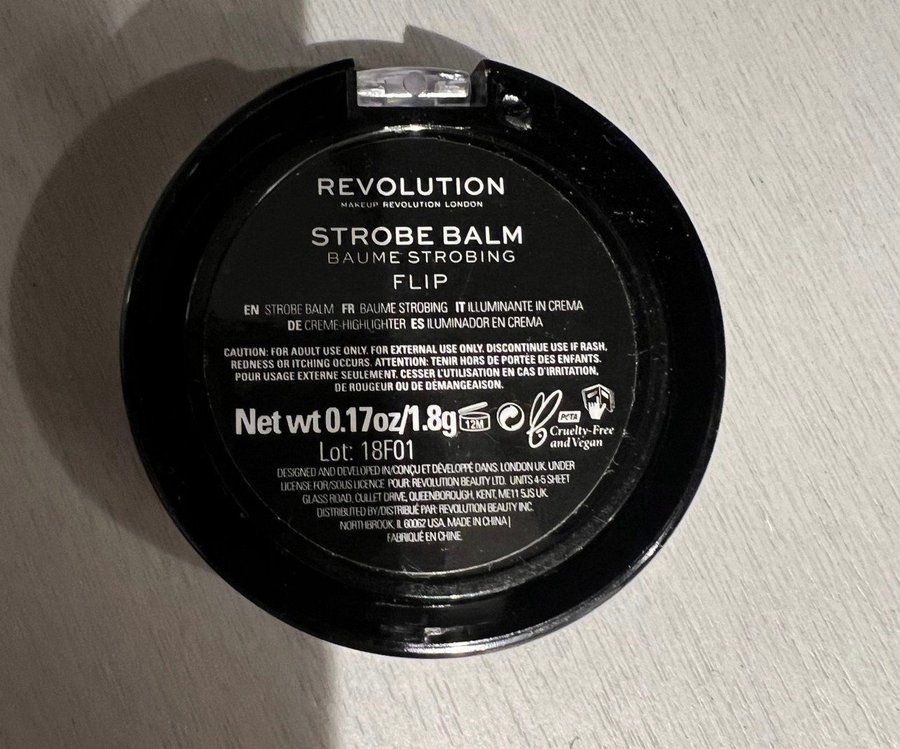 REVOLUTION
MAKEUP REVOLUTION LONDON
STROBE BALM
BAUME STROBING
FLIP
EN STROBE BALM FR BAUME STROBING IT ILLUMINANTE IN CREMA
DE CREME-HIGHLIGHTER ES ILUMINADOR EN CREMA
CAUTION: FOR ADULT USE ONLY. FOR EXTERNAL USE ONLY. DISCONTINUE USE IF RASH,
REDNESS OR ITCHING OCCURS. ATTENTION: TENIR HORS DE PORTÉE DES ENFANTS.
POUR USAGE EXTERNE SEULEMENT. CESSER L'UTILISATION EN CAS D'IRRITATION,
DE ROUGEUR OU DE DÉMANGEAISON.
Net wt 0.17oz/1.8g 12M PETA
Cruelty-Free
and Vegan
Lot: 18F01
DESIGNED AND DEVELOPED IN/CONÇU ET DÉVELOPPÉ DANS LONDON UK. UNDER
LICENSE FOR/SOUS LICENCE POUR: REVOLUTION BEAUTY LTD. UNITS 4-5 SHEET
GLASS ROAD, CULLET DRIVE, QUEENBOROUGH, KENT, ME11 5JS UK.
DISTRIBUTED BY/DISTRIBUÉ PAR: REVOLUTION BEAUTY INC.
NORTHBROOK, IL 60062 USA. MADE IN CHINA |
FABRIQUÉ EN CHINE.